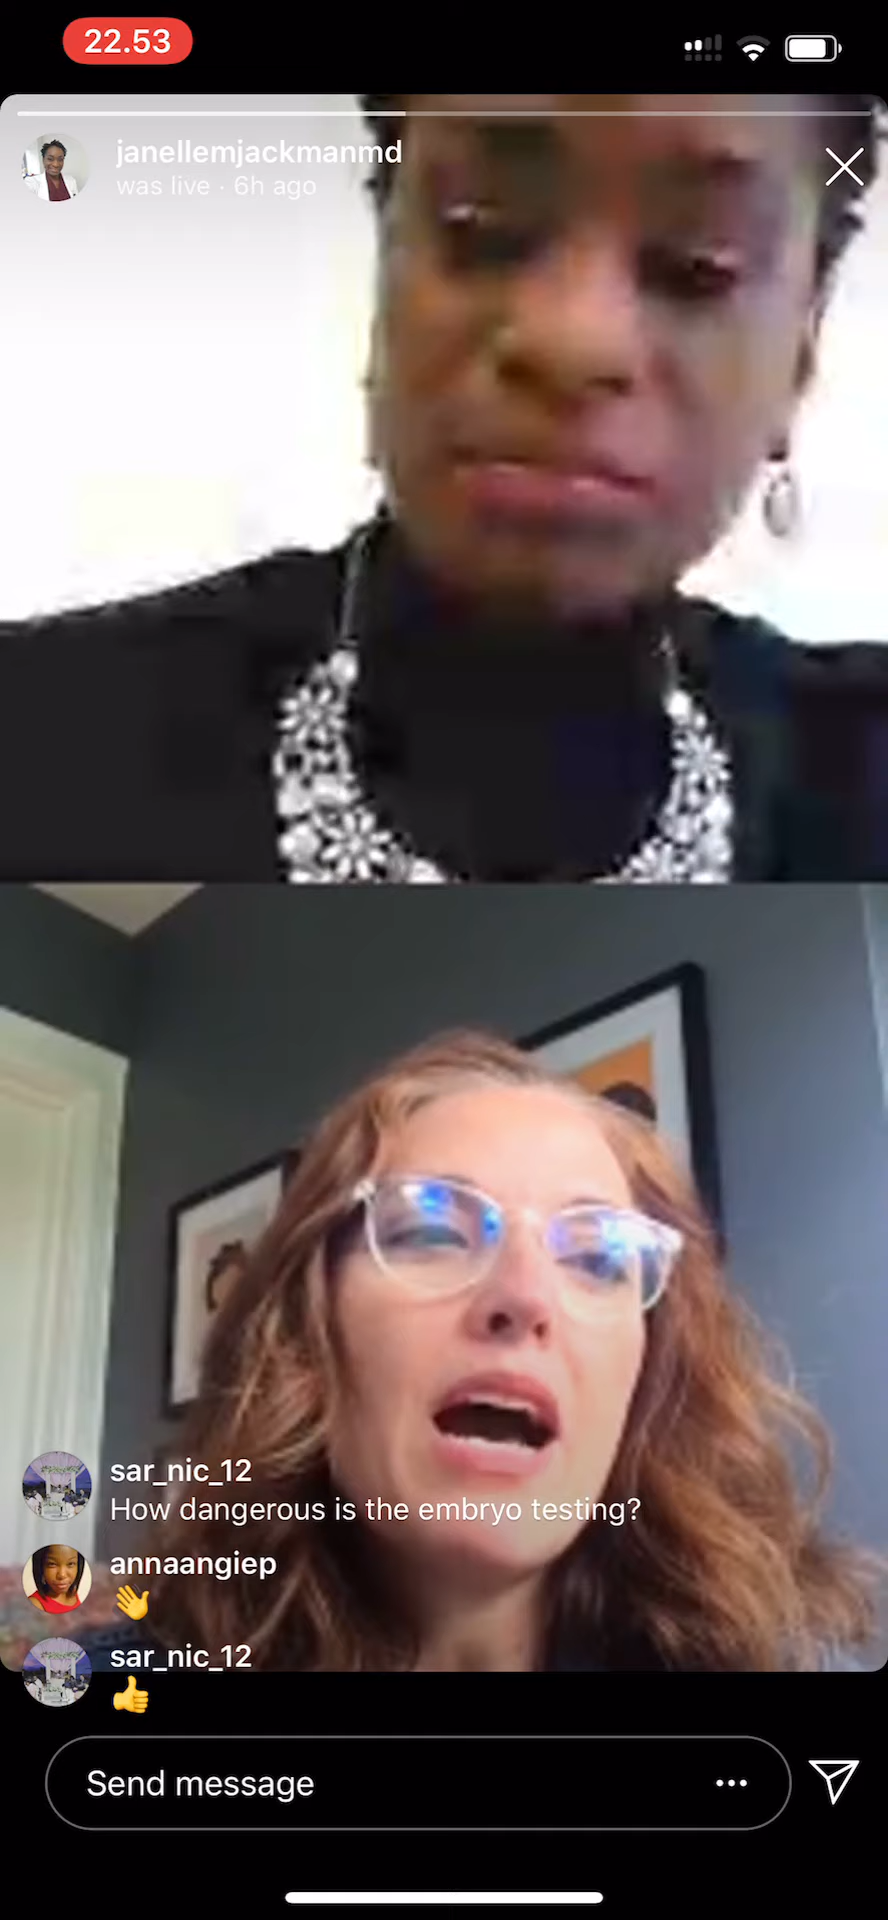 22.53
janellemjackmanmd
was live · 6h ago
sar_nic_12
How dangerous is the embryo testing?
annaangiep
👋
sar_nic_12
👍
Send message